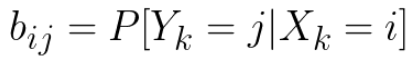 b_{ij} = P[Y_k = j|X_k = i]